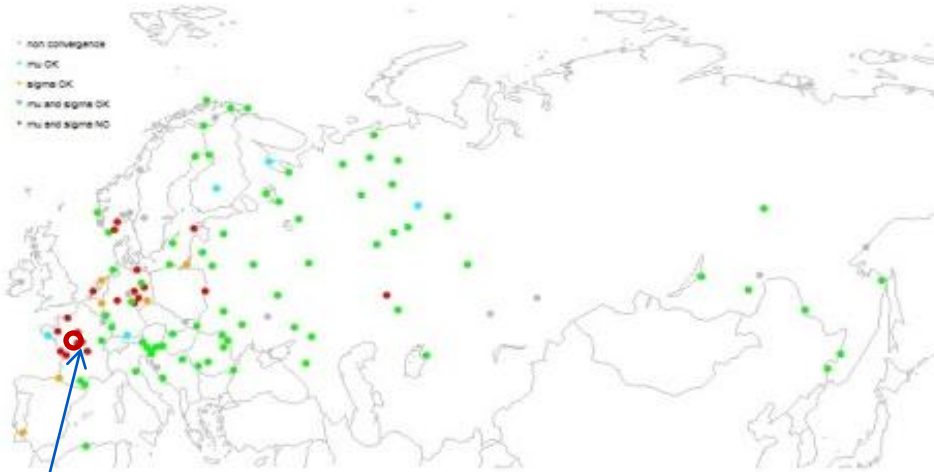 non convergence
mu OK
sigma OK
mu and sigma OK
mu and sigma NO